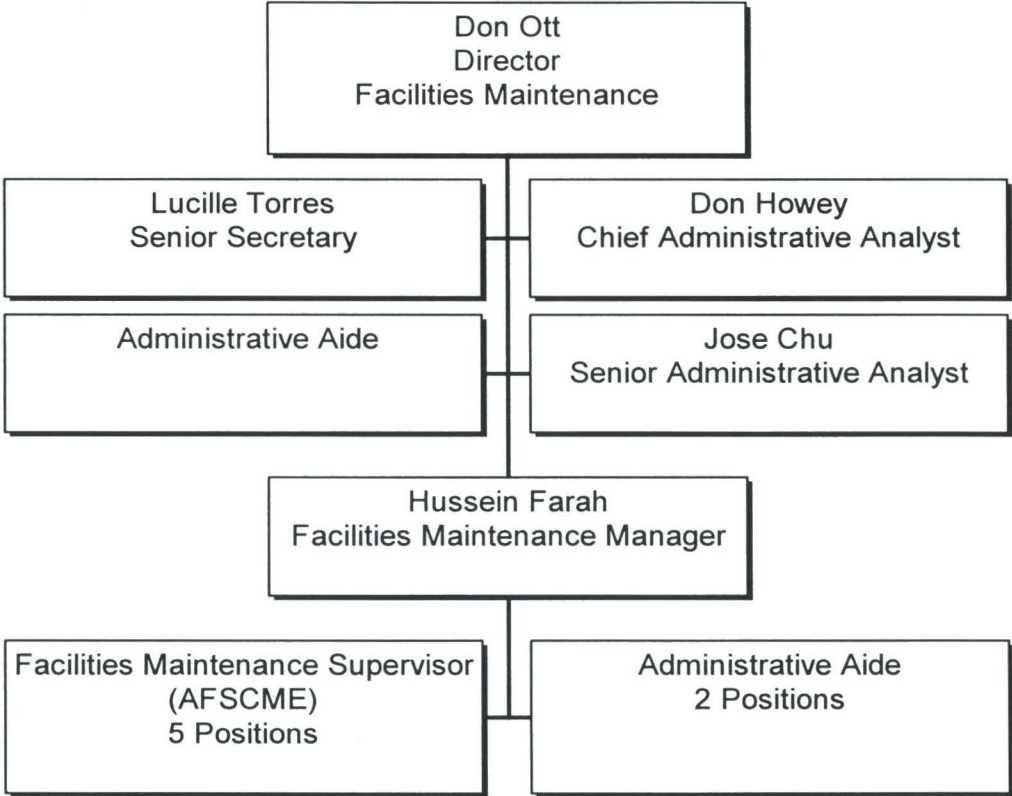 Don Ott
Director
Facilities Maintenance
Lucille Torres
Senior Secretary
Don Howey
Chief Administrative Analyst
Administrative Aide
Jose Chu
Senior Administrative Analyst
Hussein Farah
Facilities Maintenance Manager
Facilities Maintenance Supervisor
(AFSCME)
5 Positions
Administrative Aide
2 Positions